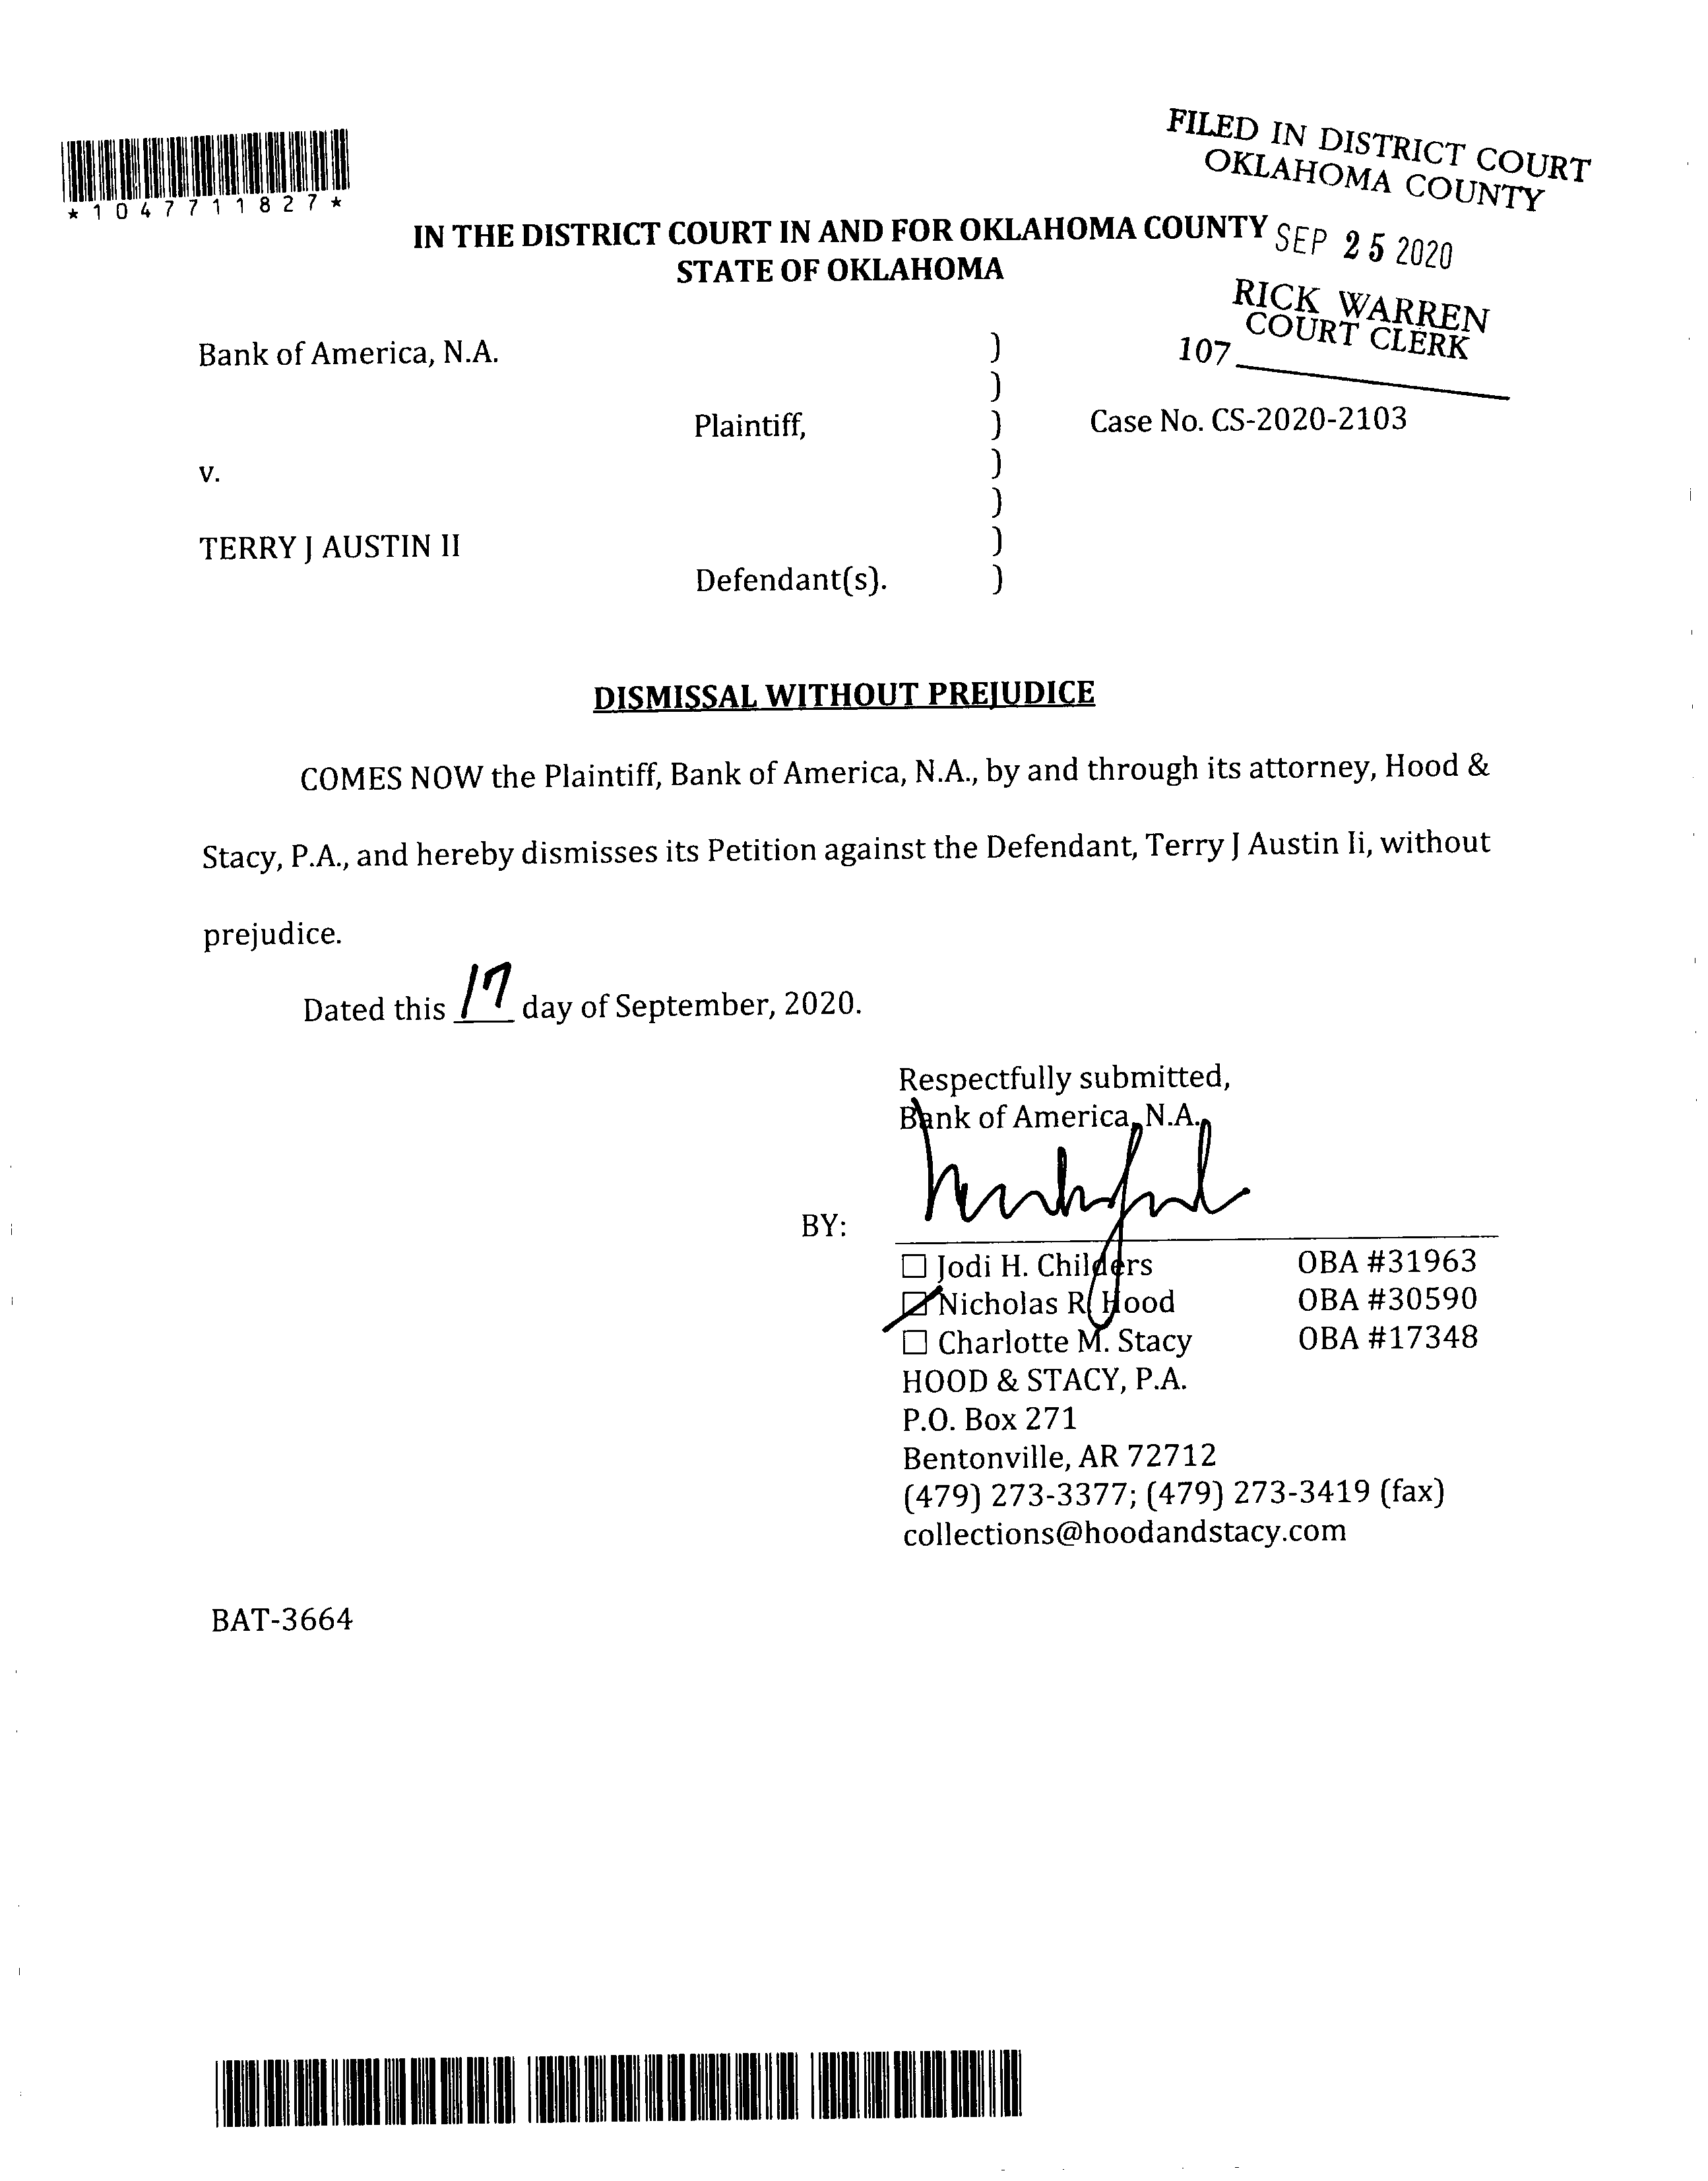 FILED IN DISTRICT COURT
OKLAHOMA COUNTY
*1047711827*
IN THE DISTRICT COURT IN AND FOR OKLAHOMA COUNTY
SEP 25 2020
STATE OF OKLAHOMA
RICK WARREN
COURT CLERK
107
Bank of America, N.A. )
)
Plaintiff, ) Case No. CS-2020-2103
v. )
)
TERRY J AUSTIN II )
Defendant(s). )
DISMISSAL WITHOUT PREJUDICE
COMES NOW the Plaintiff, Bank of America, N.A., by and through its attorney, Hood &
Stacy, P.A., and hereby dismisses its Petition against the Defendant, Terry J Austin Ii, without
prejudice.
Dated this 17 day of September, 2020.
Respectfully submitted,
Bank of America, N.A.
BY:
☐ Jodi H. Childers OBA #31963
☑ Nicholas R. Hood OBA #30590
☐ Charlotte M. Stacy OBA #17348
HOOD & STACY, P.A.
P.O. Box 271
Bentonville, AR 72712
(479) 273-3377; (479) 273-3419 (fax)
collections@hoodandstacy.com
BAT-3664